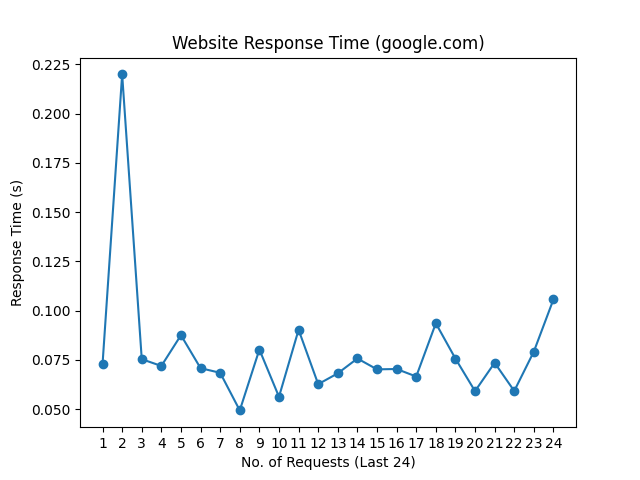 Website Response Time (google.com)
Response Time (s)
0.225
0.200
0.175
0.150
0.125
0.100
0.075
0.050
1 2 3 4 5 6 7 8 9 10 11 12 13 14 15 16 17 18 19 20 21 22 23 24
No. of Requests (Last 24)